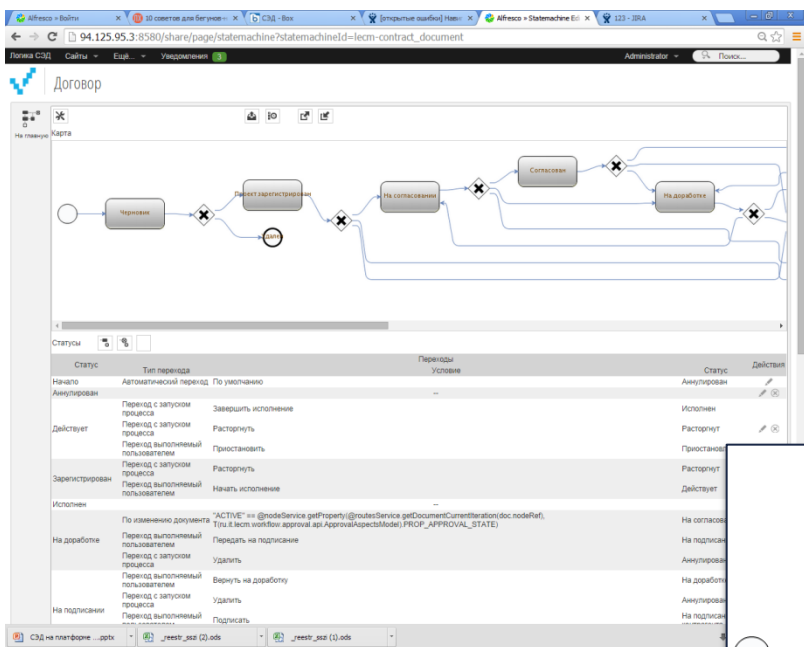 Alfresco » Войти
10 советов для бегунов —
СЭД - Box
[открытые ошибки] Нави
Alfresco » Statemachine Edi
123 - JIRA
94.125.95.3:8580/share/page/statemachine?statemachineId=lecm-contract_document
Логика СЭД Сайты Ещё... Уведомления 3 Administrator Поиск...
Договор
На главную
Карта
Черновик
Проект зарегистрирован
На согласовании
Согласован
На доработке
Статусы
Статус Переходы Действия
Тип перехода Условие Статус
Начало Автоматический переход По умолчанию Аннулирован
Аннулирован --
Действует
Переход с запуском процесса Завершить исполнение Исполнен
Переход с запуском процесса Расторгнуть Расторгнут
Переход выполняемый пользователем Приостановить Приостанов
Зарегистрирован
Переход с запуском процесса Расторгнуть Расторгнут
Переход выполняемый пользователем Начать исполнение Действует
Исполнен --
На доработке
По изменению документа "ACTIVE" == @nodeService.getProperty(@routesService.getDocumentCurrentIteration(doc.nodeRef),
T(ru.it.lecm.workflow.approval.api.ApprovalAspectsModel).PROP_APPROVAL_STATE) На согласова
Переход выполняемый пользователем Передать на подписание На подписан
Переход с запуском процесса Удалить Аннулирован
На подписании
Переход выполняемый пользователем Вернуть на доработку На доработк
Переход с запуском процесса Удалить Аннулирован
Переход выполняемый Подписать На подписан
СЭД на платформе ....pptx
_reestr_sszi (2).ods
_reestr_sszi (1).ods